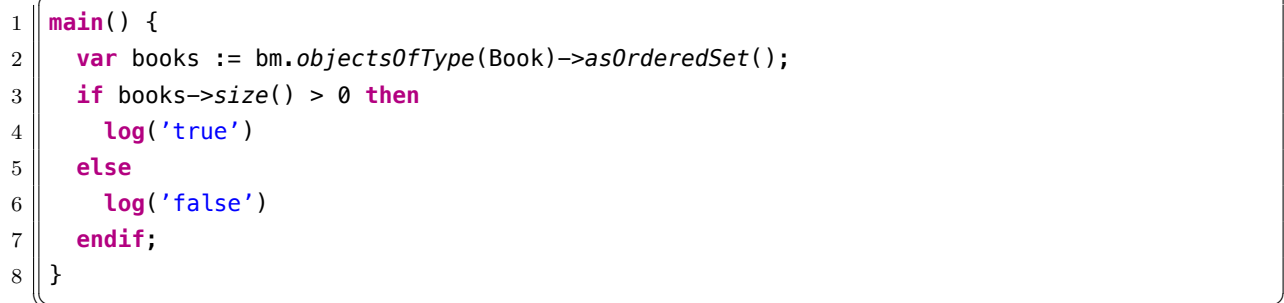 1 main() {
2   var books := bm.objectsOfType(Book)->asOrderedSet();
3   if books->size() > 0 then
4     log('true')
5   else
6     log('false')
7   endif;
8 }